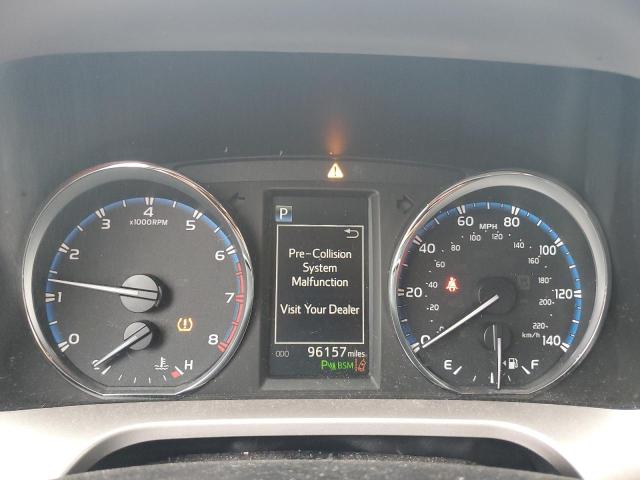 x1000RPM
0
1
2
3
4
5
6
7
8
C
H
P
Pre-Collision
System
Malfunction
Visit Your Dealer
ODO 96157 miles
P BSM
MPH
0
20
40
60
80
100
120
140
40
60
80
100
120
140
160
180
200
220
km/h
E
F